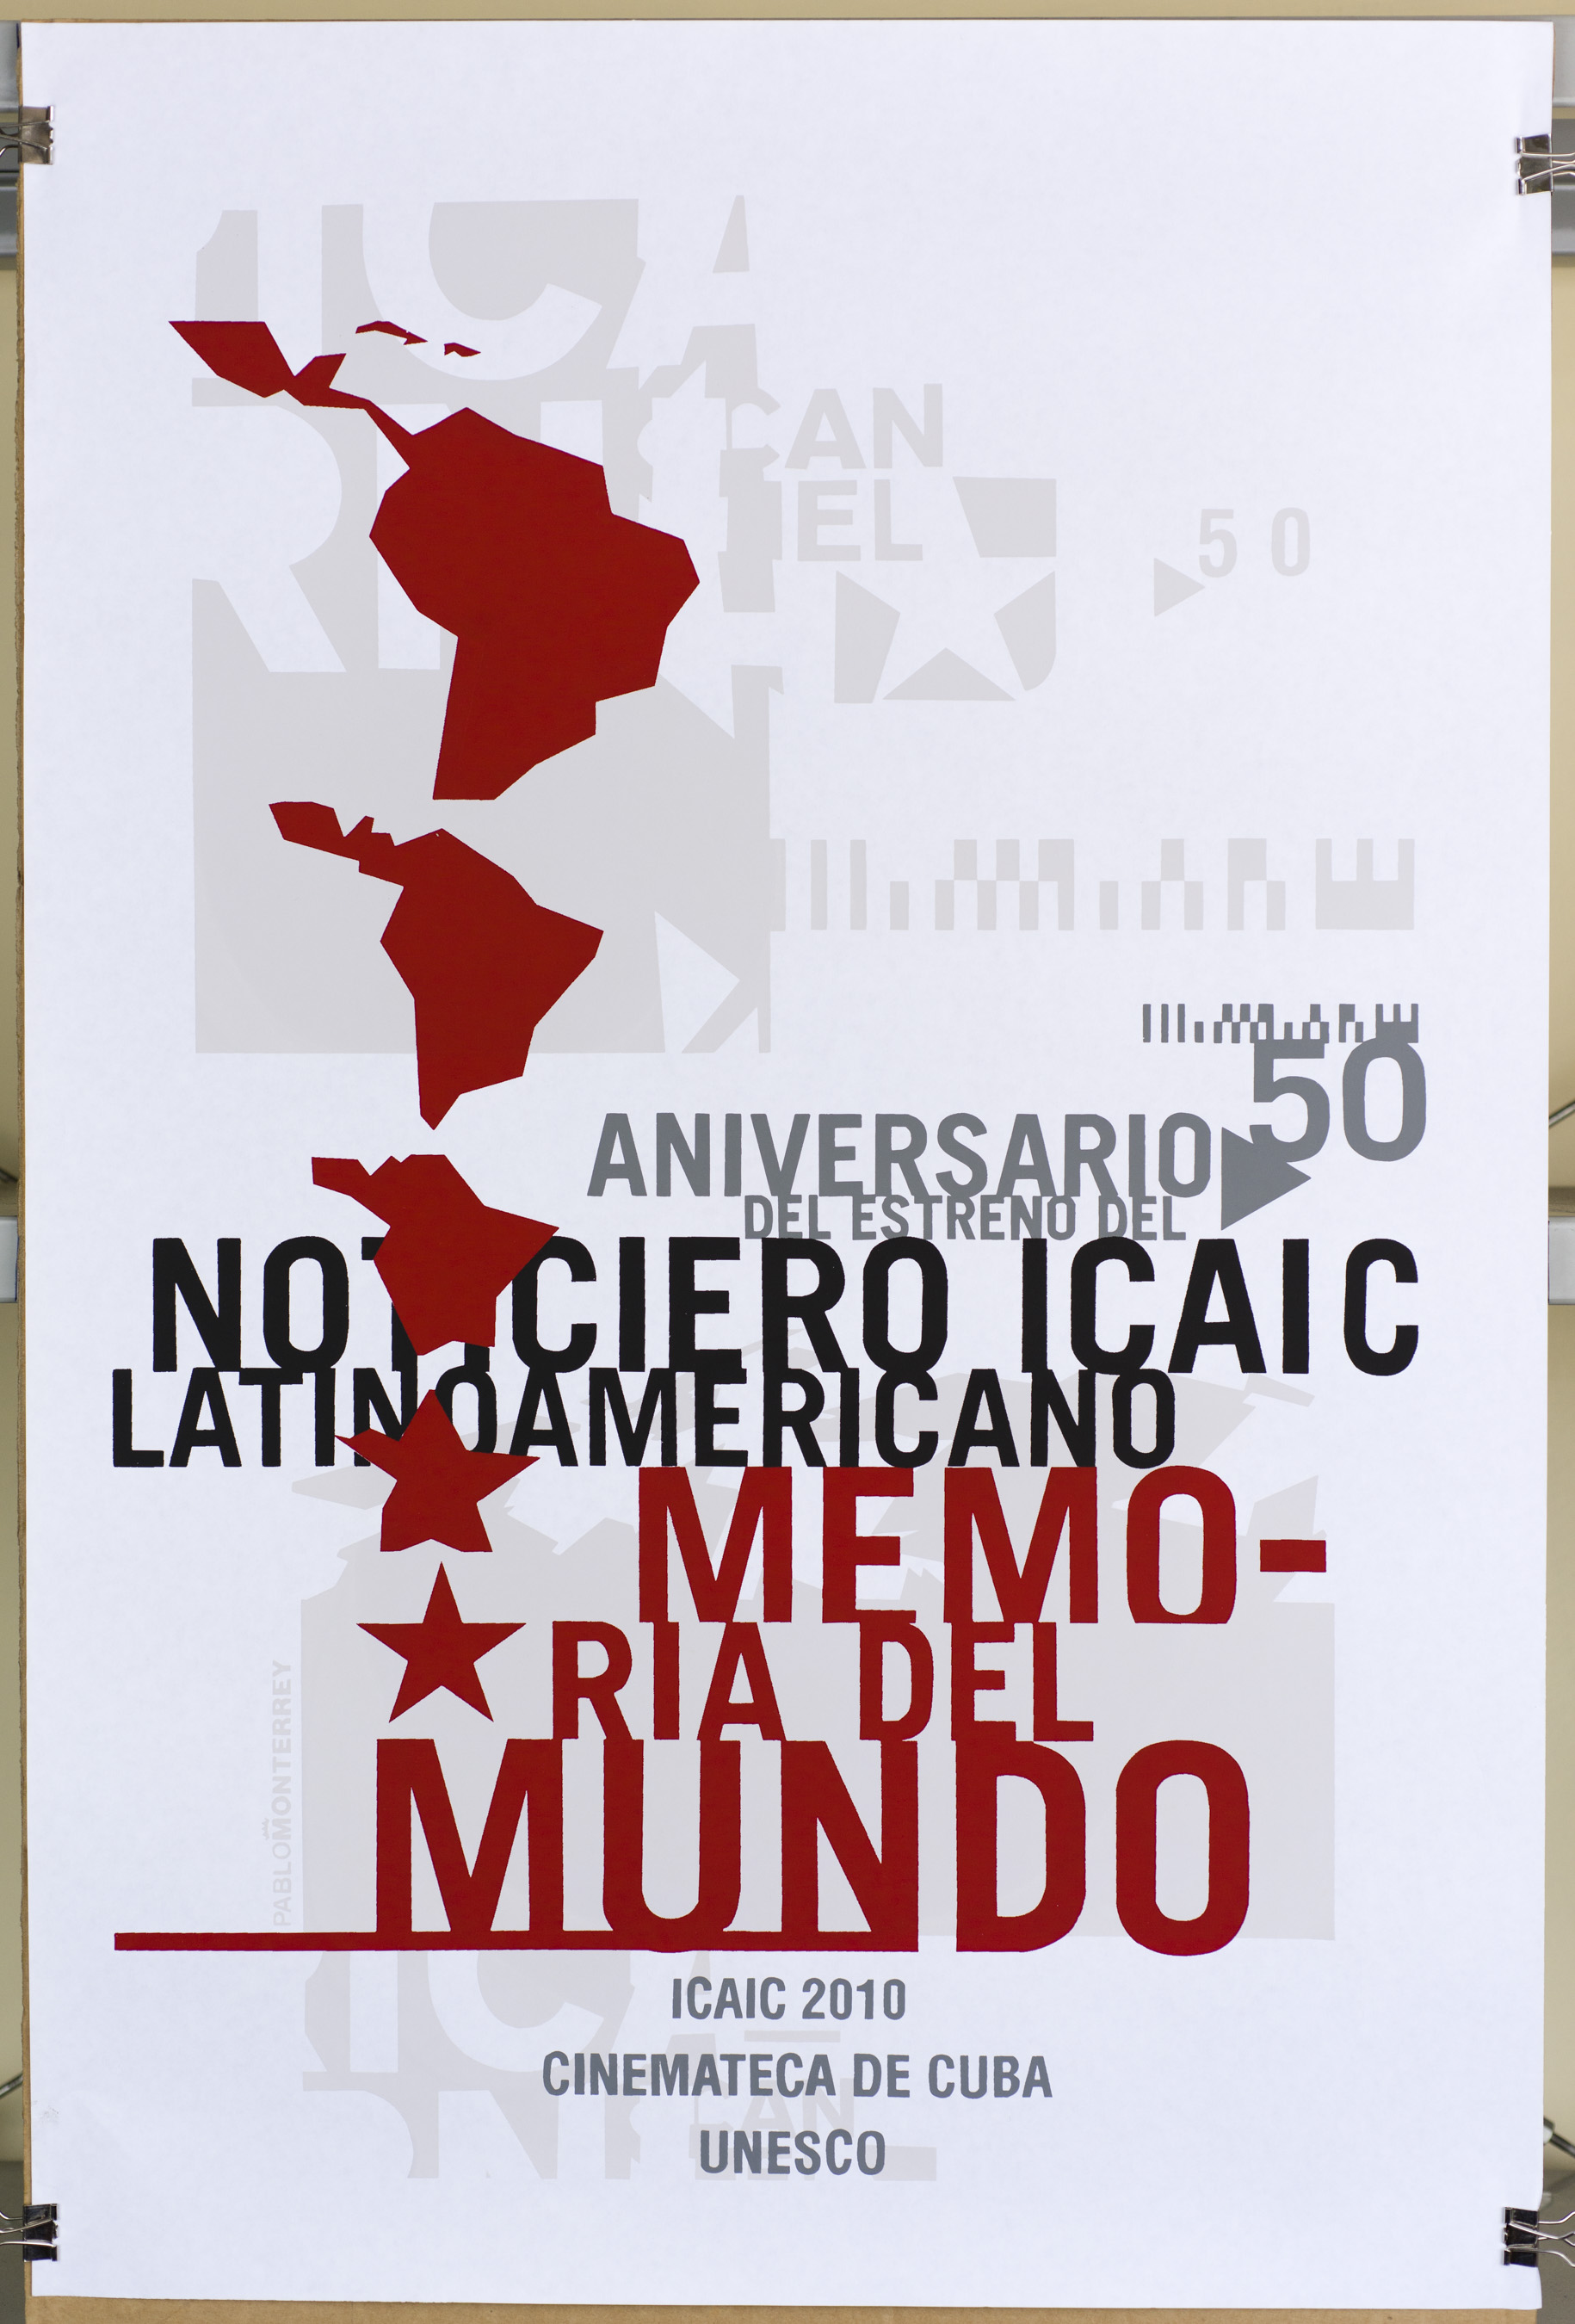 CAN
EL
50
50
ANIVERSARIO
DEL ESTRENO DEL
NOTICIERO ICAIC
LATINOAMERICANO
MEMO-
RIA DEL
MUNDO
PABLOMONTERREY
ICAIC 2010
CINEMATECA DE CUBA
UNESCO